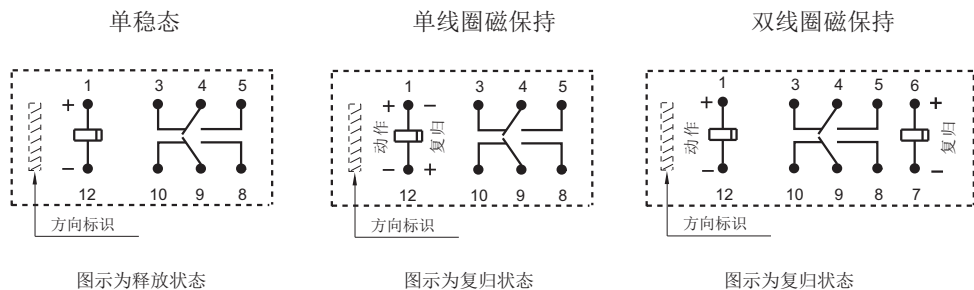 单稳态 单线圈磁保持 双线圈磁保持
1 3 4 5 1 3 4 5 1 3 4 5 6
+ + − + +
动作 复归 动作 复归
− − + − −
12 10 9 8 12 10 9 8 12 10 9 8 7
方向标识 方向标识 方向标识
图示为释放状态 图示为复归状态 图示为复归状态